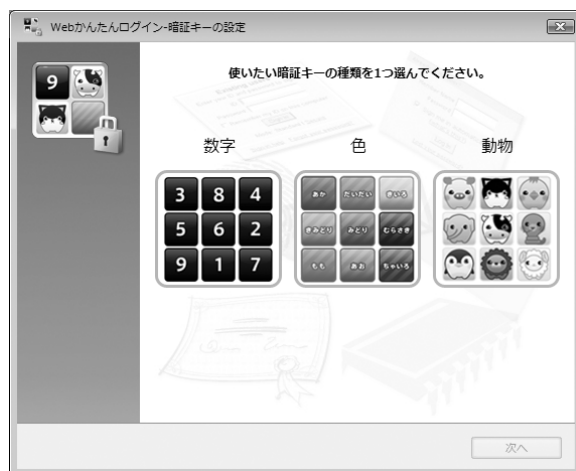 Webかんたんログイン-暗証キーの設定
9
使いたい暗証キーの種類を1つ選んでください。
数字 色 動物
3 8 4 あか だいだい きいろ
5 6 2 きみどり みどり むらさき
9 1 7 もも あお ちゃいろ
次へ